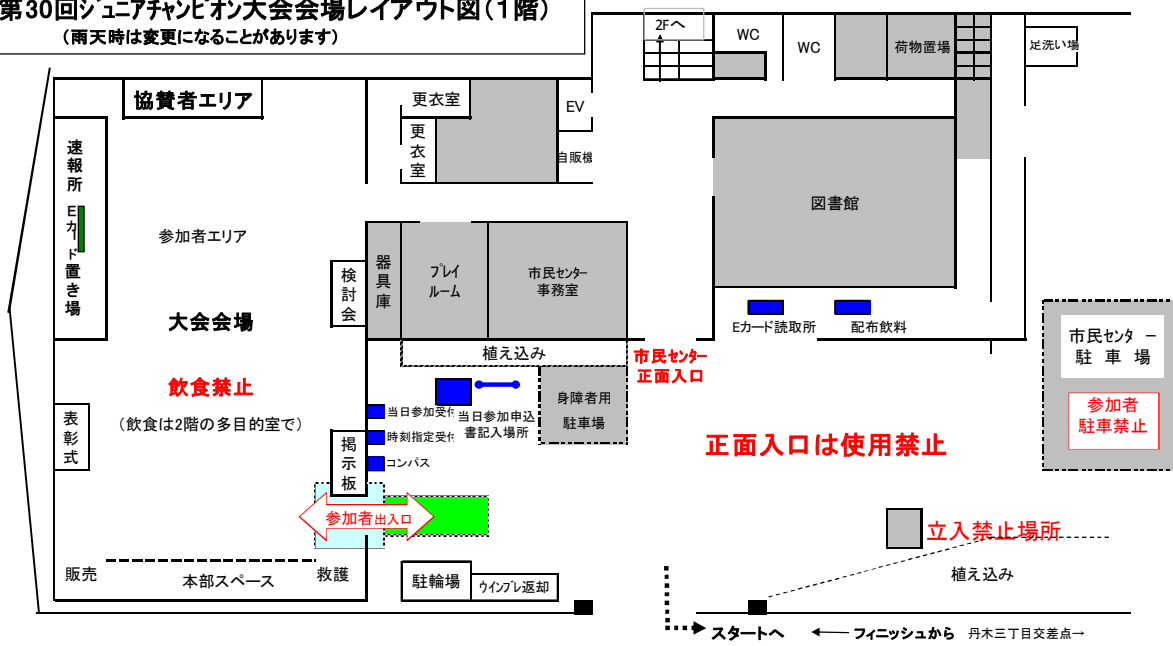 第30回ジュニアチャンピオン大会会場レイアウト図(1階)
(雨天時は変更になることがあります)
2Fへ
WC
WC
荷物置場
足洗い場
協賛者エリア
更衣室
更衣室
EV
自販機
速報所
Eカード置き場
参加者エリア
図書館
検討会
器具庫
プレイ
ルーム
市民センター
事務室
大会会場
Eカード読取所
配布飲料
市民センター
駐車場
植え込み
市民センター
正面入口
飲食禁止
(飲食は2階の多目的室で)
表彰式
当日参加受付
時刻指定受付
コンパス
当日参加申込
書記入場所
身障者用
駐車場
参加者
駐車禁止
掲示板
正面入口は使用禁止
参加者出入口
立入禁止場所
植え込み
販売
本部スペース
救護
駐輪場
ウインブレ返却
スタートへ
フィニッシュから
丹木三丁目交差点→